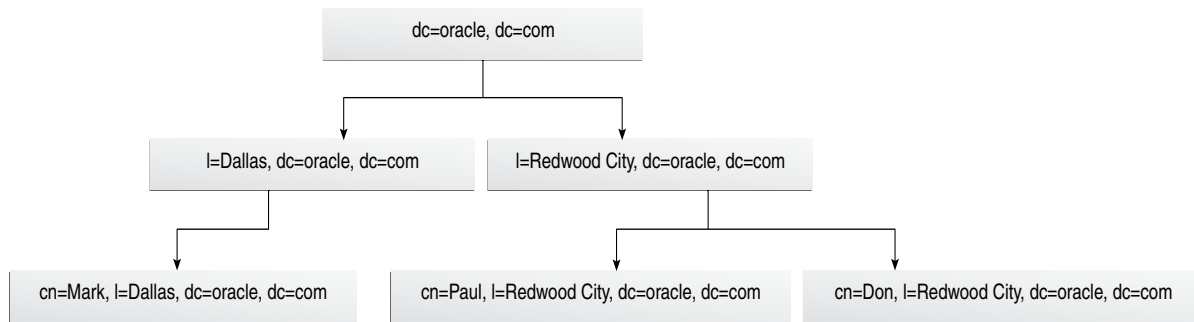 dc=oracle, dc=com
l=Dallas, dc=oracle, dc=com
l=Redwood City, dc=oracle, dc=com
cn=Mark, l=Dallas, dc=oracle, dc=com
cn=Paul, l=Redwood City, dc=oracle, dc=com
cn=Don, l=Redwood City, dc=oracle, dc=com